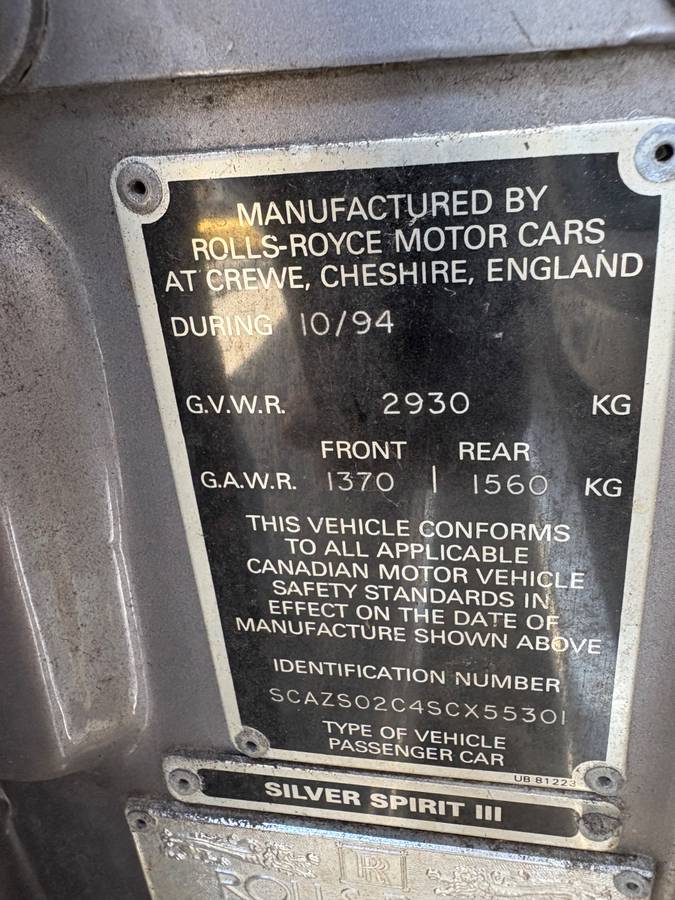 MANUFACTURED BY
ROLLS-ROYCE MOTOR CARS
AT CREWE, CHESHIRE, ENGLAND
DURING 10/94
G.V.W.R. 2930 KG
FRONT REAR
G.A.W.R. 1370 | 1560 KG
THIS VEHICLE CONFORMS
TO ALL APPLICABLE
CANADIAN MOTOR VEHICLE
SAFETY STANDARDS IN
EFFECT ON THE DATE OF
MANUFACTURE SHOWN ABOVE
IDENTIFICATION NUMBER
SCAZS02C4SCX55301
TYPE OF VEHICLE
PASSENGER CAR
UB 81223
SILVER SPIRIT III
RR